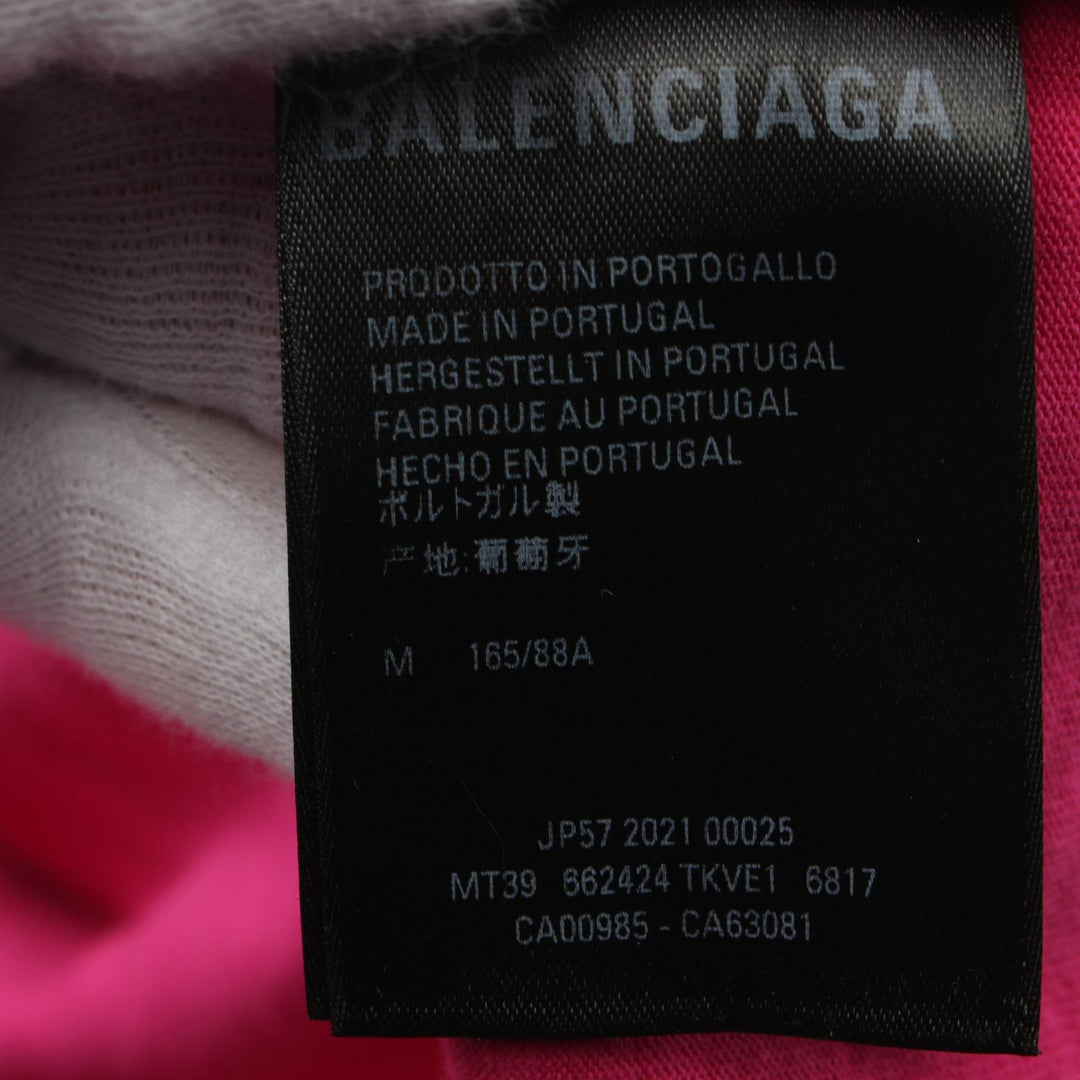 BALENCIAGA
PRODOTTO IN PORTOGALLO
MADE IN PORTUGAL
HERGESTELLT IN PORTUGAL
FABRIQUE AU PORTUGAL
HECHO EN PORTUGAL
ポルトガル製
产地:葡萄牙
M 165/88A
JP57 2021 00025
MT39 662424 TKVE1 6817
CA00985 - CA63081